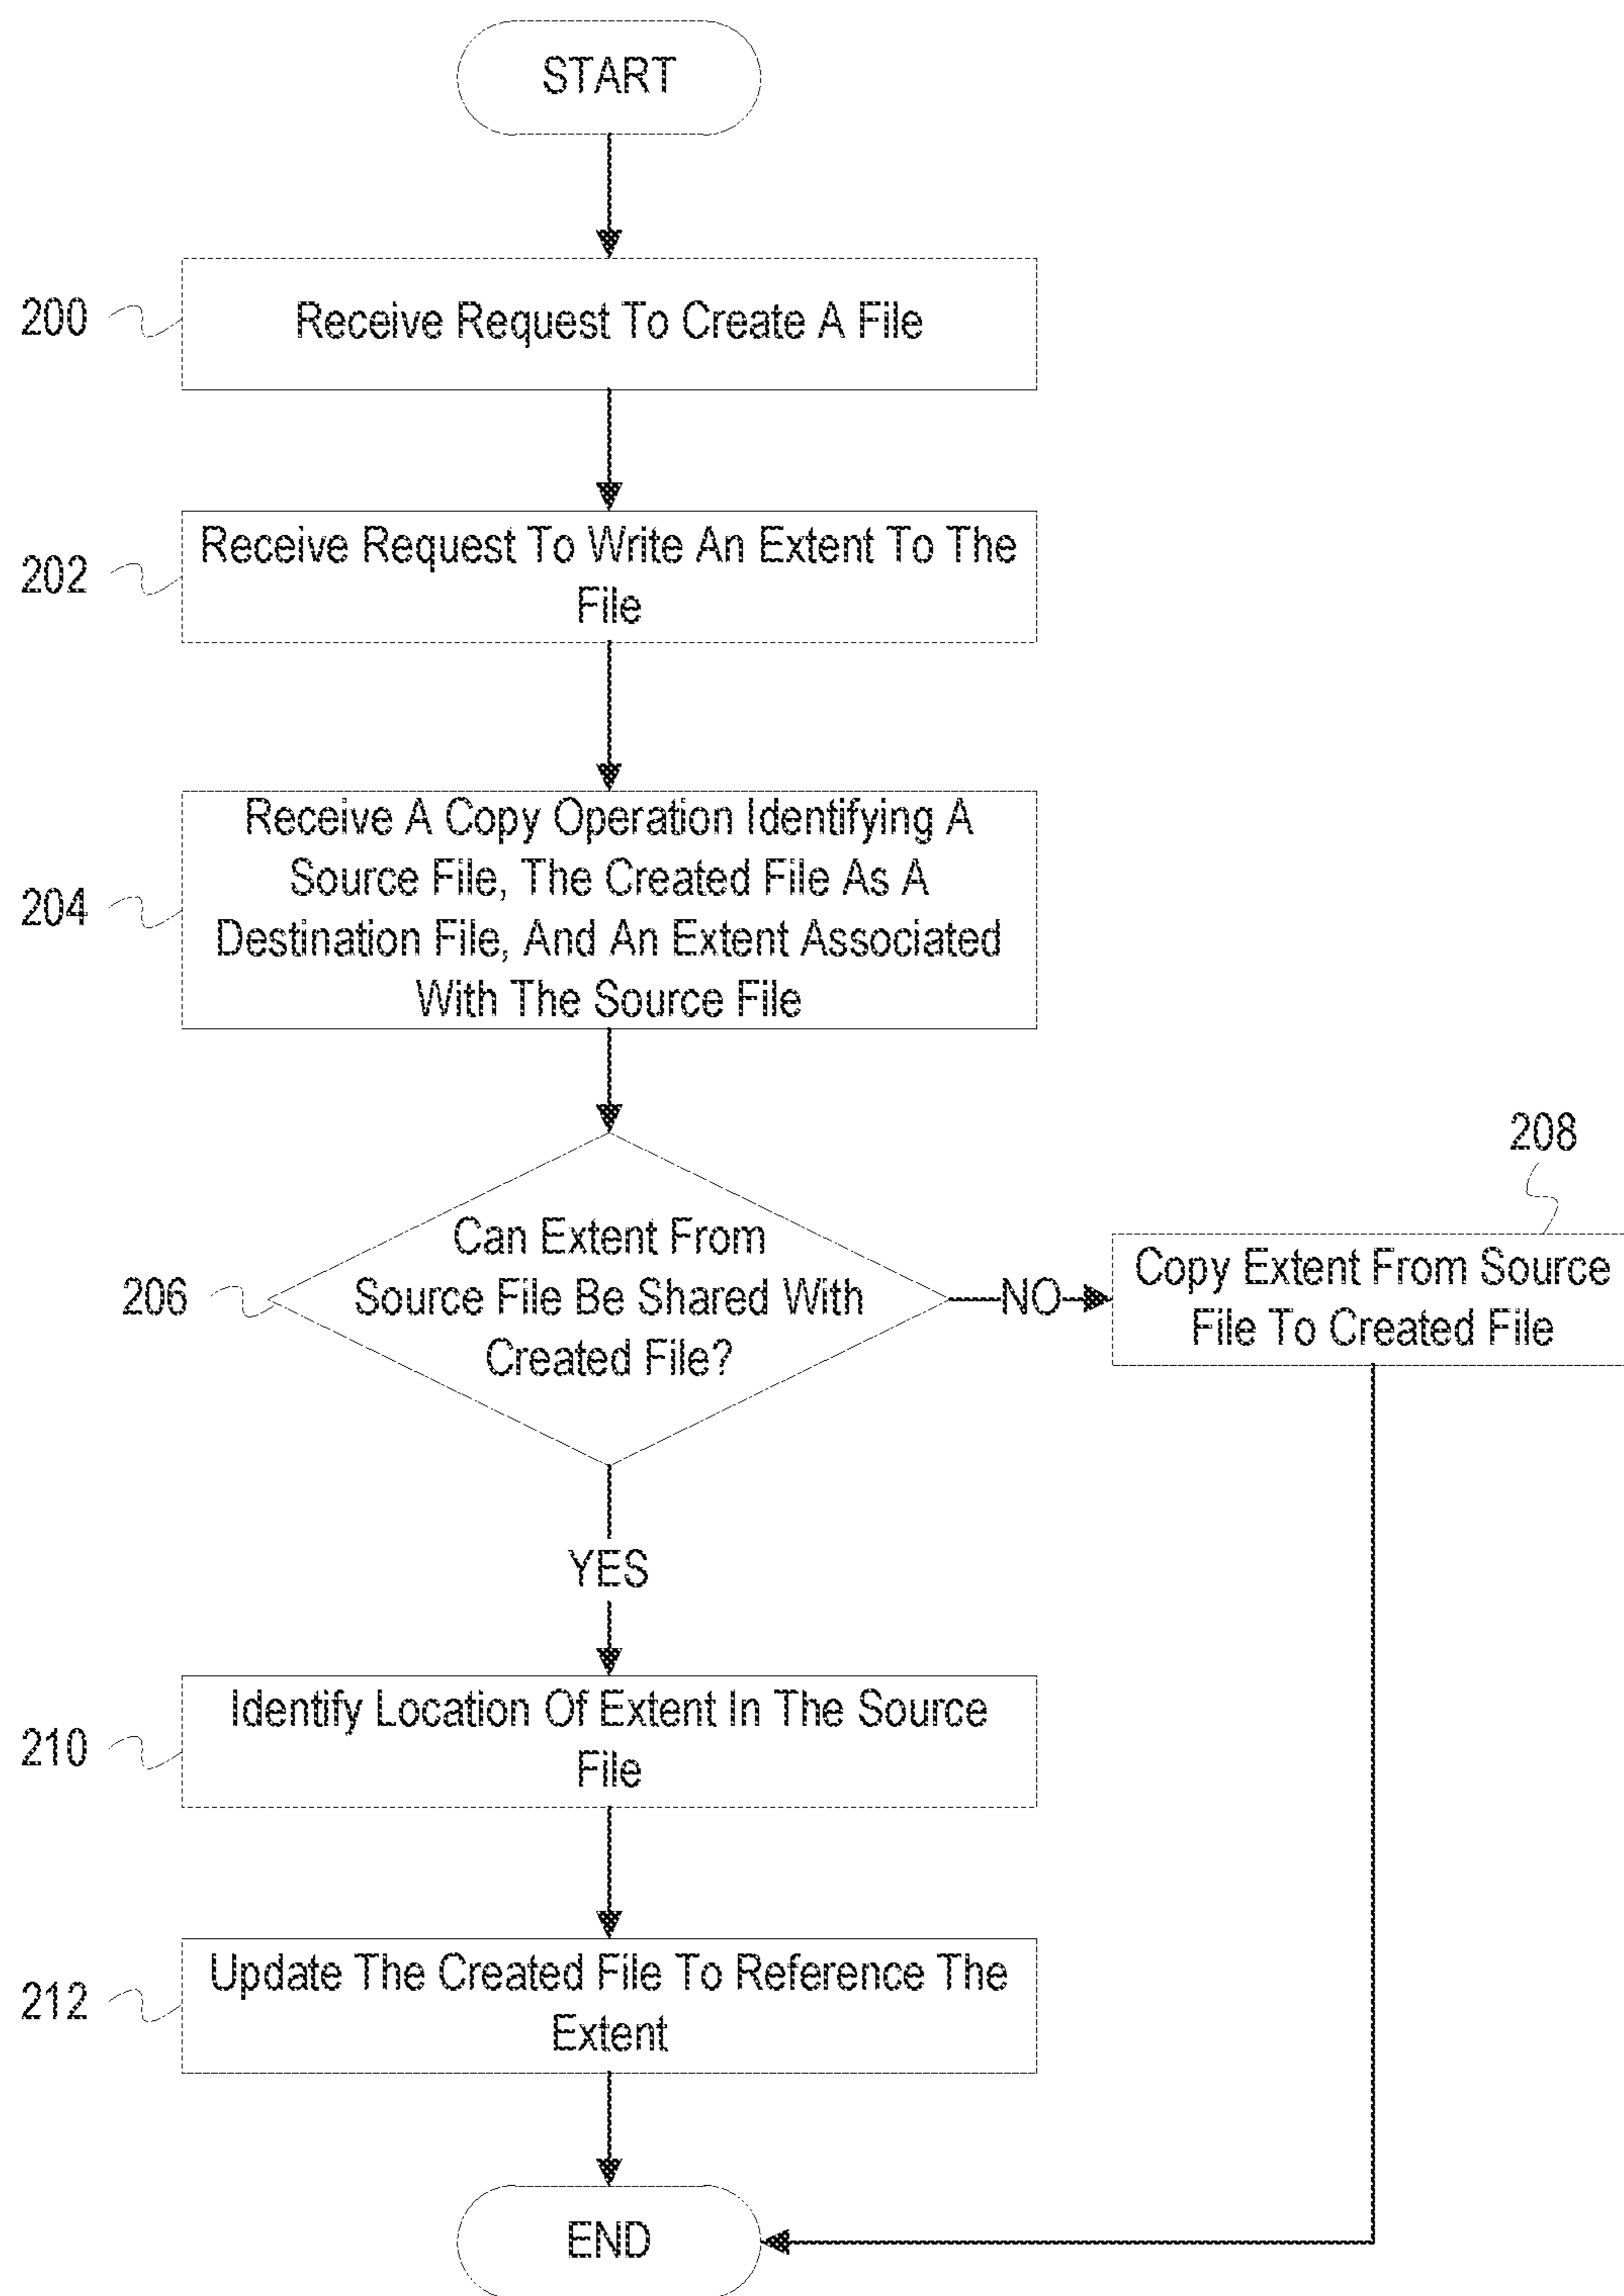 START
200
Receive Request To Create A File
202
Receive Request To Write An Extent To The
File
204
Receive A Copy Operation Identifying A
Source File, The Created File As A
Destination File, And An Extent Associated
With The Source File
206
Can Extent From
Source File Be Shared With
Created File?
NO
208
Copy Extent From Source
File To Created File
YES
210
Identify Location Of Extent In The Source
File
212
Update The Created File To Reference The
Extent
END